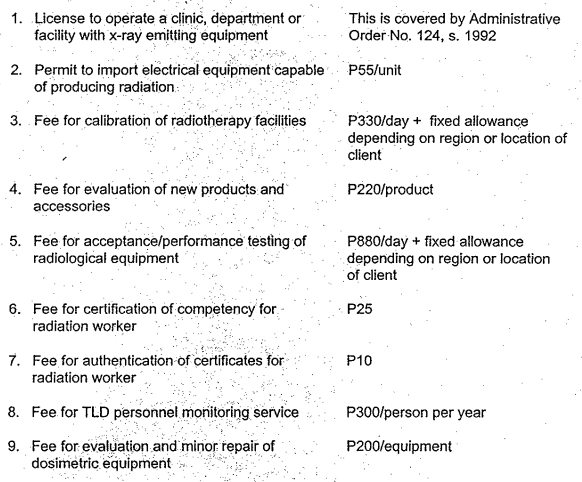 1. License to operate a clinic, department or This is covered by Administrative
facility with x-ray emitting equipment Order No. 124, s. 1992
2. Permit to import electrical equipment capable P55/unit
of producing radiation
3. Fee for calibration of radiotherapy facilities P330/day + fixed allowance
depending on region or location of
client
4. Fee for evaluation of new products and P220/product
accessories
5. Fee for acceptance/performance testing of P880/day + fixed allowance
radiological equipment depending on region or location
of client
6. Fee for certification of competency for P25
radiation worker
7. Fee for authentication of certificates for P10
radiation worker
8. Fee for TLD personnel monitoring service P300/person per year
9. Fee for evaluation and minor repair of P200/equipment
dosimetric equipment